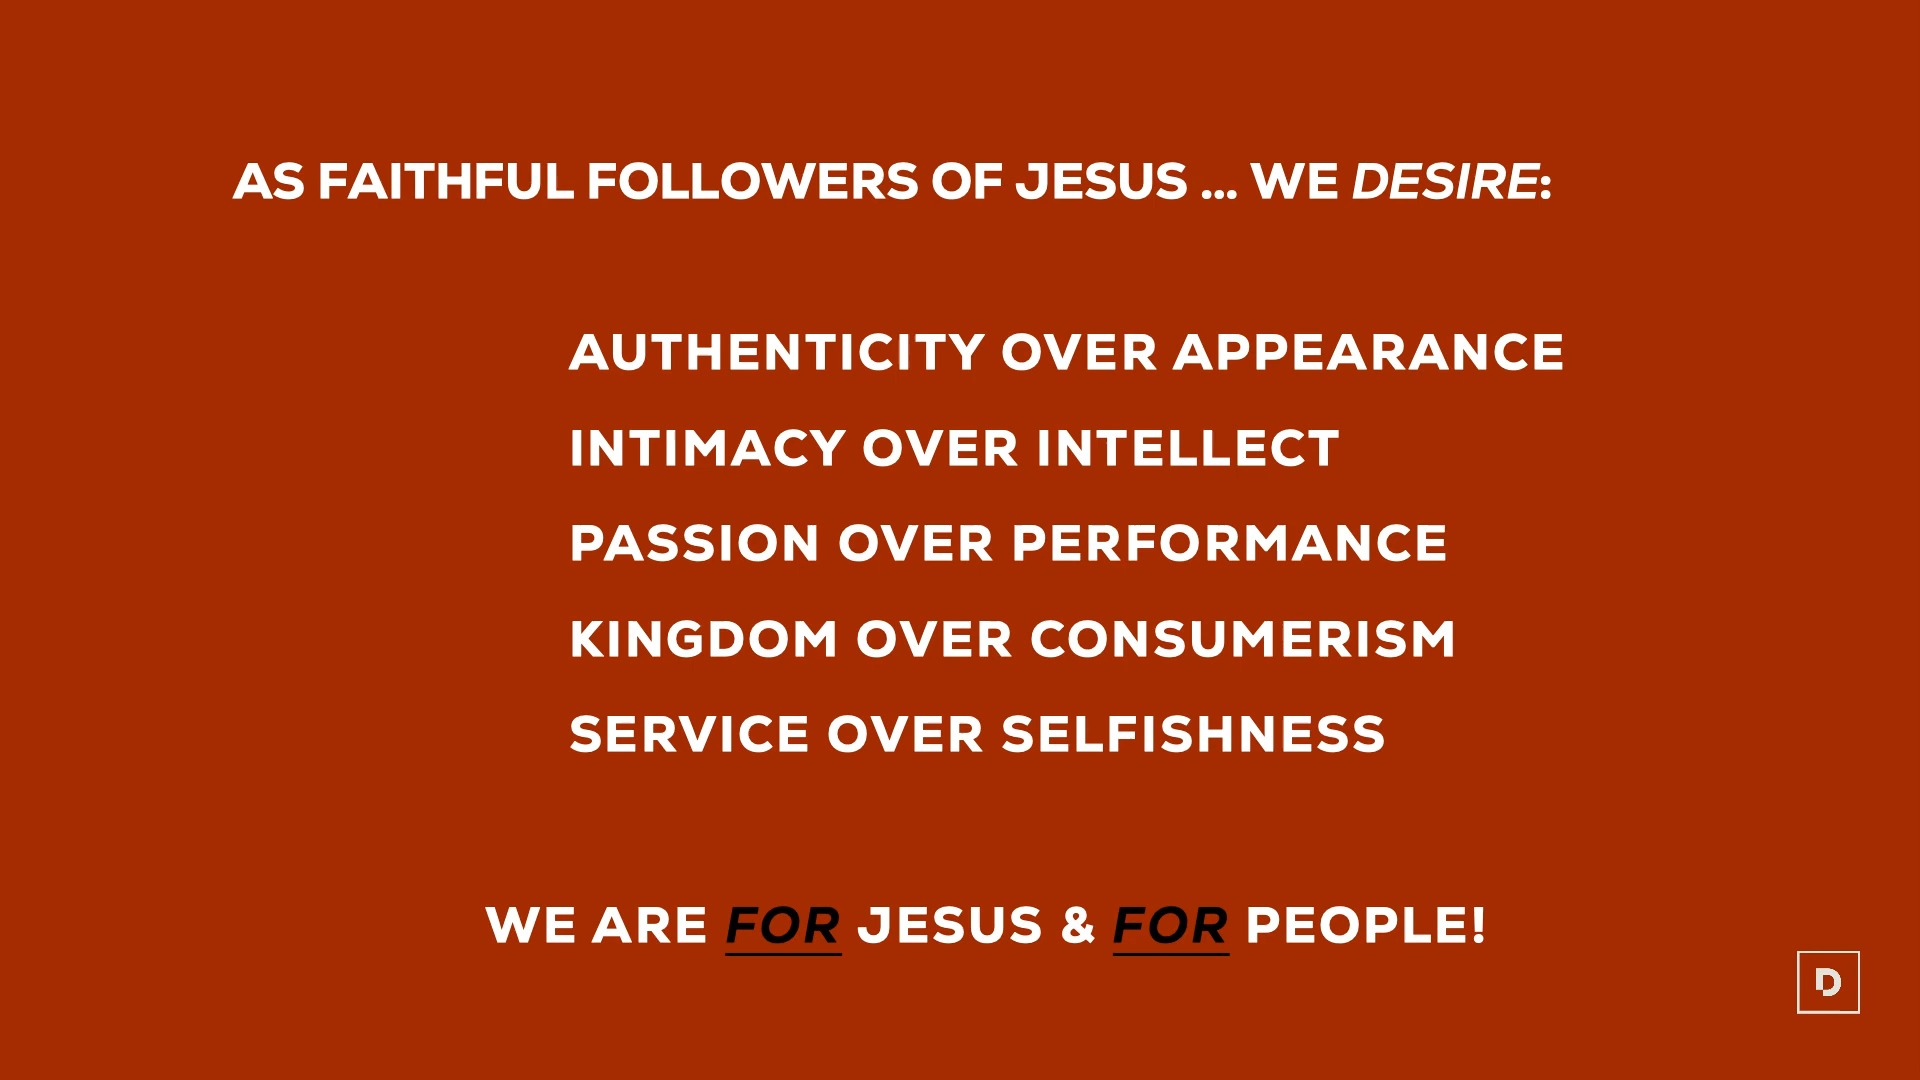 AS FAITHFUL FOLLOWERS OF JESUS ... WE DESIRE:
AUTHENTICITY OVER APPEARANCE
INTIMACY OVER INTELLECT
PASSION OVER PERFORMANCE
KINGDOM OVER CONSUMERISM
SERVICE OVER SELFISHNESS
WE ARE FOR JESUS & FOR PEOPLE!
D